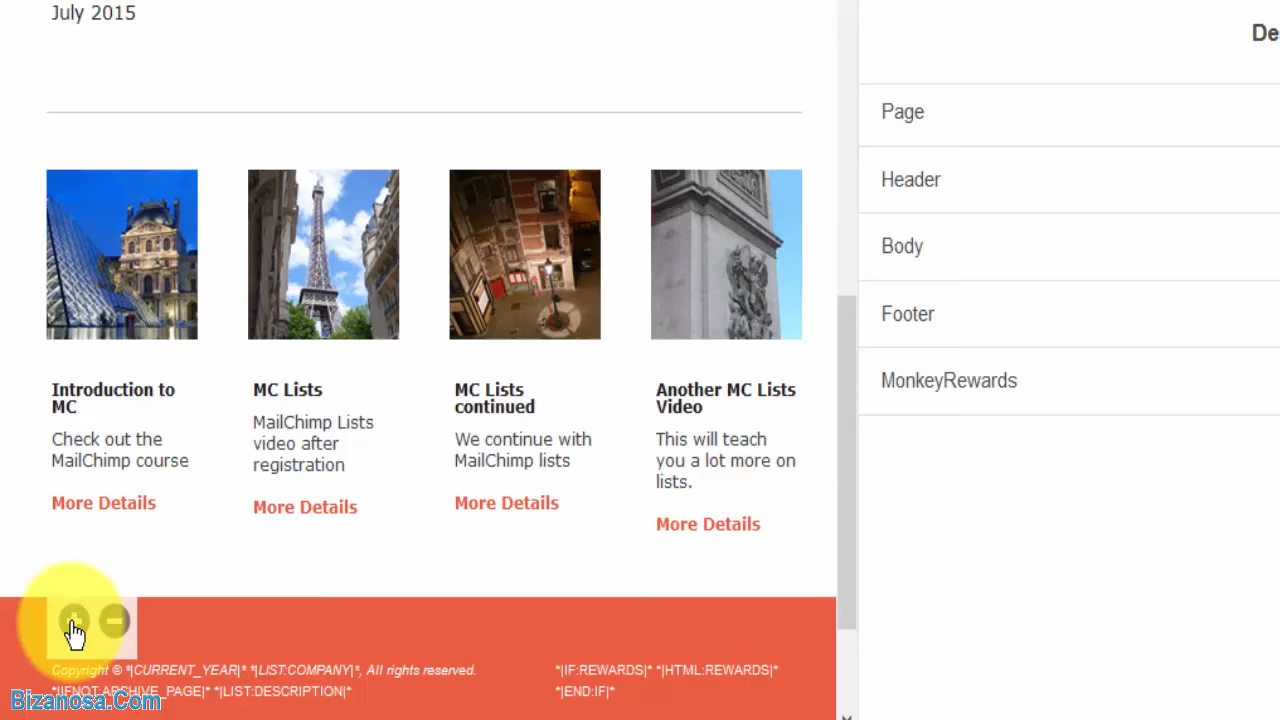 July 2015
De
Page
Header
Body
Footer
MonkeyRewards
Introduction to
MC
Check out the
MailChimp course
More Details
MC Lists
MailChimp Lists
video after
registration
More Details
MC Lists
continued
We continue with
MailChimp lists
More Details
Another MC Lists
Video
This will teach
you a lot more on
lists.
More Details
Copyright © *|CURRENT_YEAR|* *|LIST:COMPANY|*, All rights reserved.
*|IFNOT:ARCHIVE_PAGE|* *|LIST:DESCRIPTION|*
*|IF:REWARDS|* *|HTML:REWARDS|*
*|END:IF|*
Bizanosa.Com